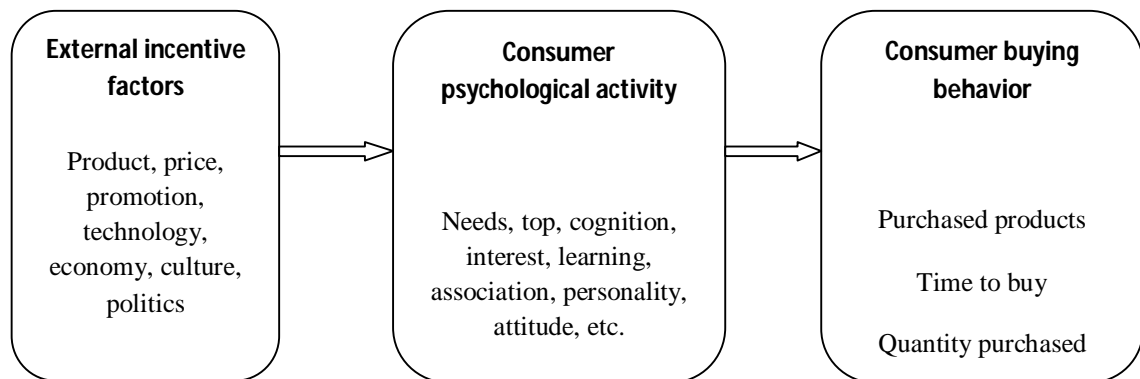 External incentive
factors
Product, price,
promotion,
technology,
economy, culture,
politics
Consumer
psychological activity
Needs, top, cognition,
interest, learning,
association, personality,
attitude, etc.
Consumer buying
behavior
Purchased products
Time to buy
Quantity purchased